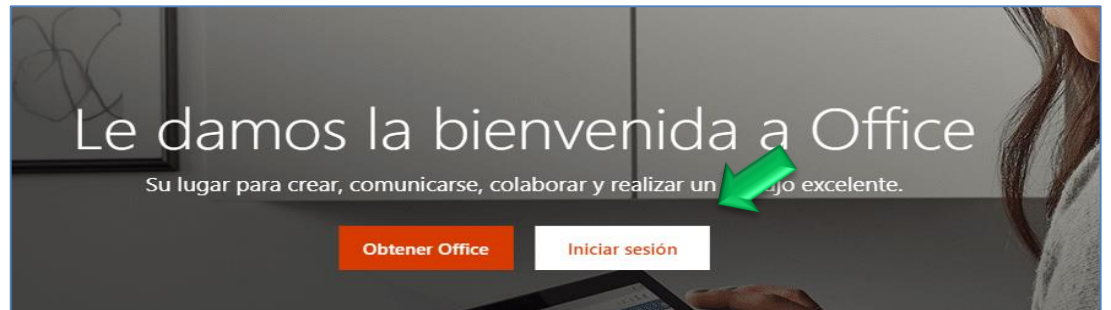 Le damos la bienvenida a Office
Su lugar para crear, comunicarse, colaborar y realizar un excelente.
Obtener Office
Iniciar sesión